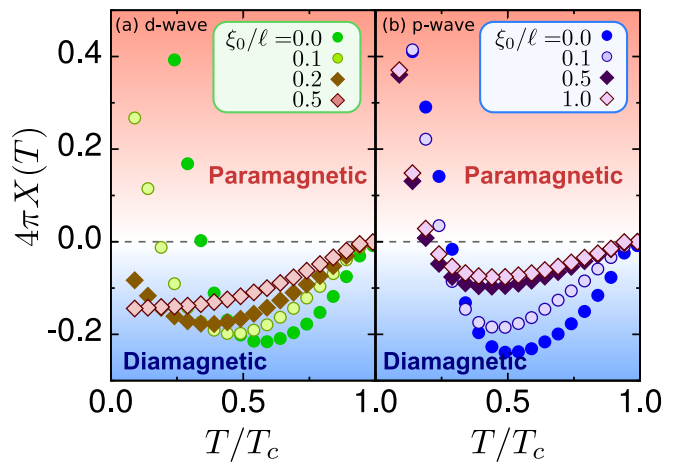 (a) d-wave
ξ₀/ℓ = 0.0
0.1
0.2
0.5
(b) p-wave
ξ₀/ℓ = 0.0
0.1
0.5
1.0
Paramagnetic
Paramagnetic
Diamagnetic
Diamagnetic
4πX(T)
0.4
0.2
0.0
-0.2
0.0
0.5
1.0
0.5
1.0
T/T_c
T/T_c